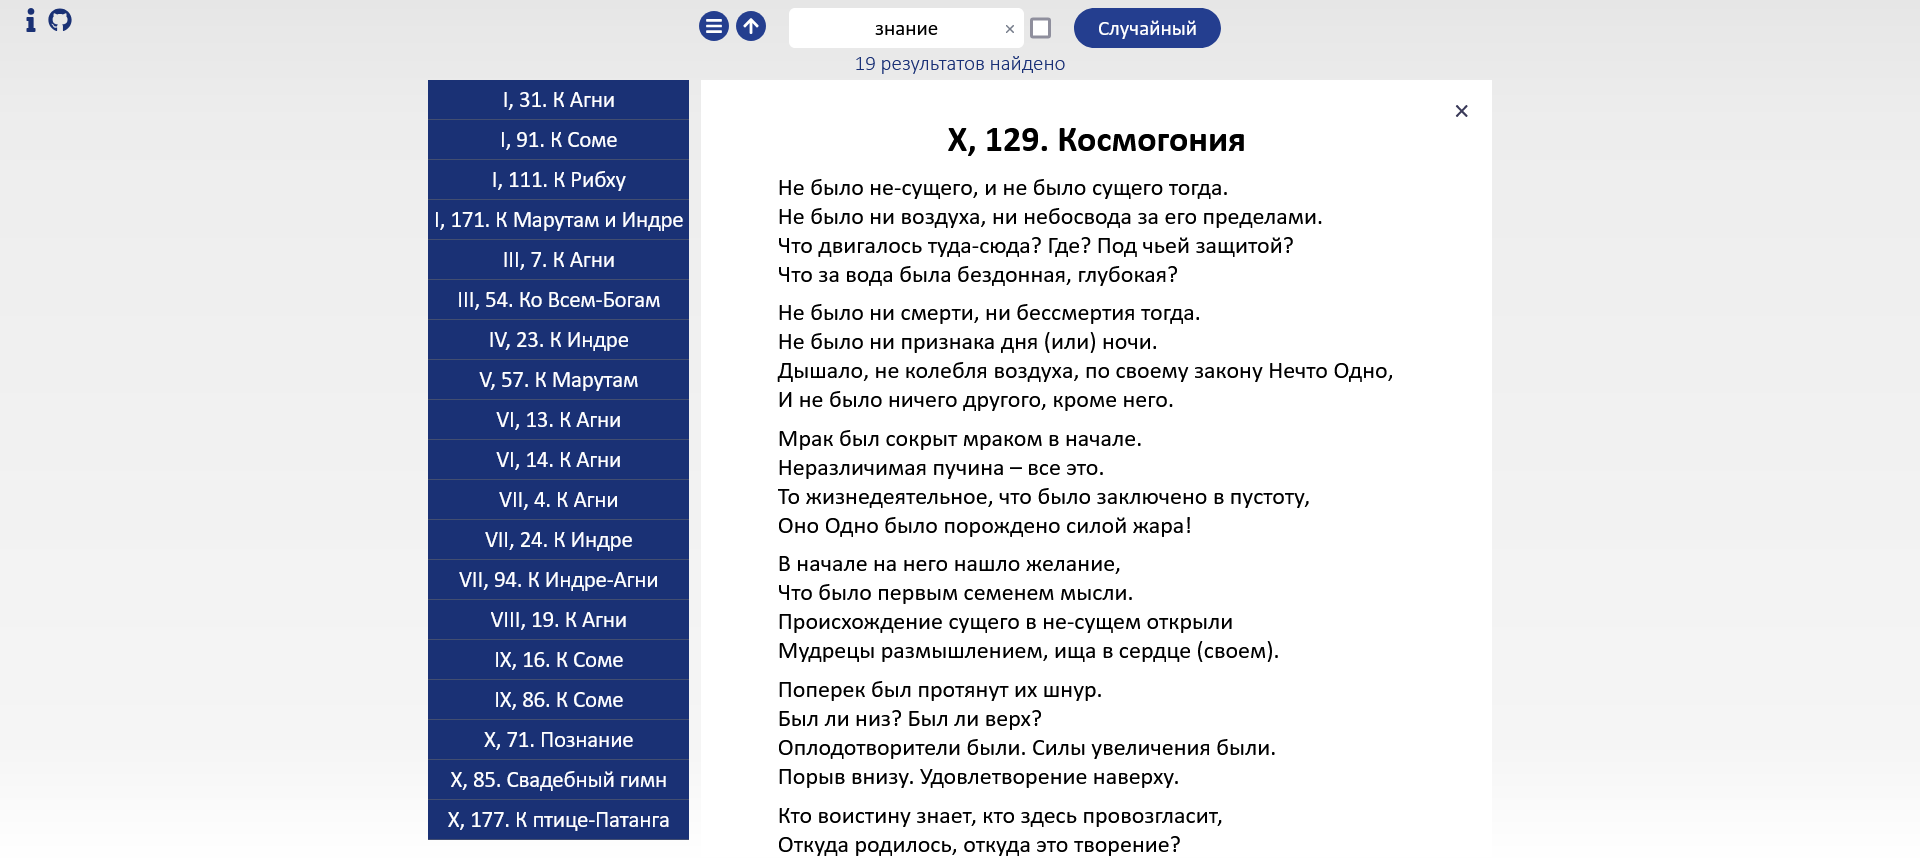 знание
×
Случайный
19 результатов найдено
I, 31. К Агни
I, 91. К Соме
I, 111. К Рибху
I, 171. К Марутам и Индре
III, 7. К Агни
III, 54. Ко Всем-Богам
IV, 23. К Индре
V, 57. К Марутам
VI, 13. К Агни
VI, 14. К Агни
VII, 4. К Агни
VII, 24. К Индре
VII, 94. К Индре-Агни
VIII, 19. К Агни
IX, 16. К Соме
IX, 86. К Соме
X, 71. Познание
X, 85. Свадебный гимн
X, 177. К птице-Патанга
×
X, 129. Космогония
Не было не-сущего, и не было сущего тогда.
Не было ни воздуха, ни небосвода за его пределами.
Что двигалось туда-сюда? Где? Под чьей защитой?
Что за вода была бездонная, глубокая?
Не было ни смерти, ни бессмертия тогда.
Не было ни признака дня (или) ночи.
Дышало, не колебля воздуха, по своему закону Нечто Одно,
И не было ничего другого, кроме него.
Мрак был сокрыт мраком в начале.
Неразличимая пучина – все это.
То жизнедеятельное, что было заключено в пустоту,
Оно Одно было порождено силой жара!
В начале на него нашло желание,
Что было первым семенем мысли.
Происхождение сущего в не-сущем открыли
Мудрецы размышлением, ища в сердце (своем).
Поперек был протянут их шнур.
Был ли низ? Был ли верх?
Оплодотворители были. Силы увеличения были.
Порыв внизу. Удовлетворение наверху.
Кто воистину знает, кто здесь провозгласит,
Откуда родилось, откуда это творение?